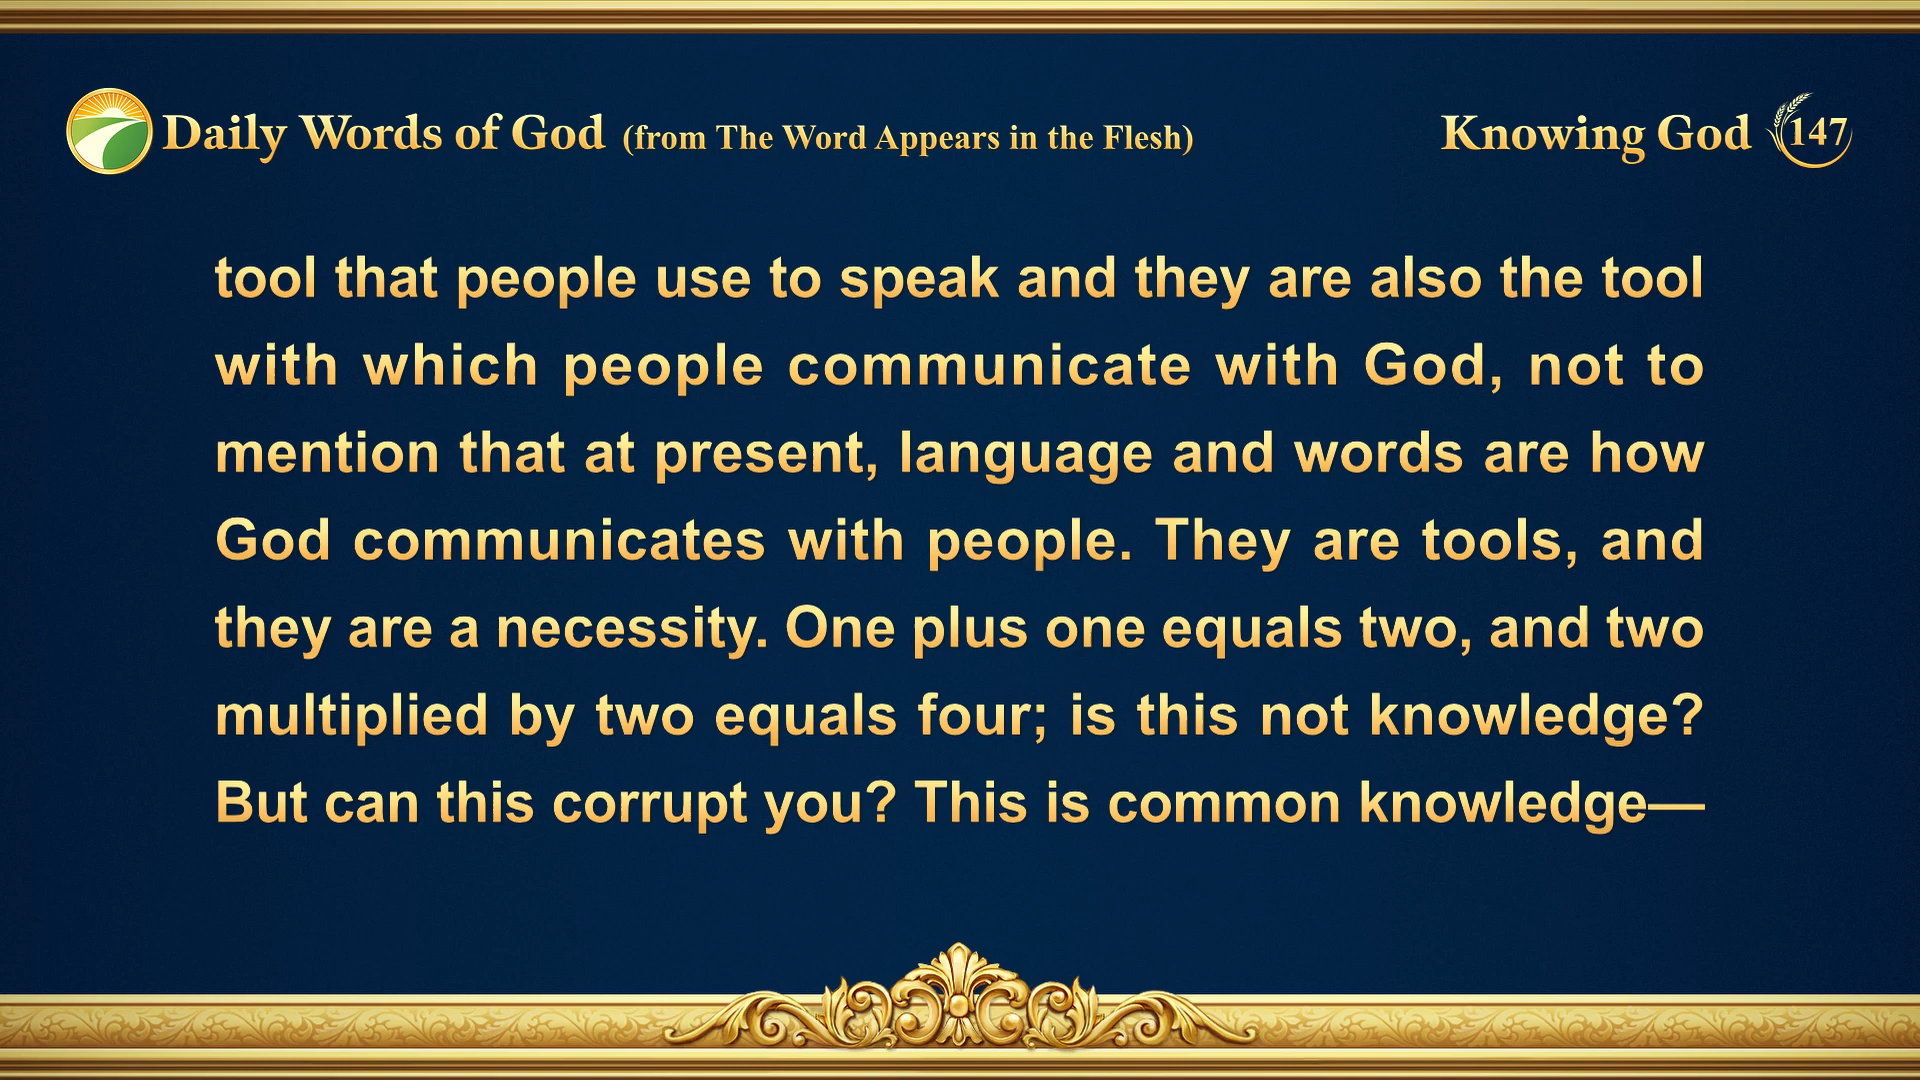 Daily Words of God (from The Word Appears in the Flesh)
Knowing God 147
tool that people use to speak and they are also the tool
with which people communicate with God, not to
mention that at present, language and words are how
God communicates with people. They are tools, and
they are a necessity. One plus one equals two, and two
multiplied by two equals four; is this not knowledge?
But can this corrupt you? This is common knowledge—